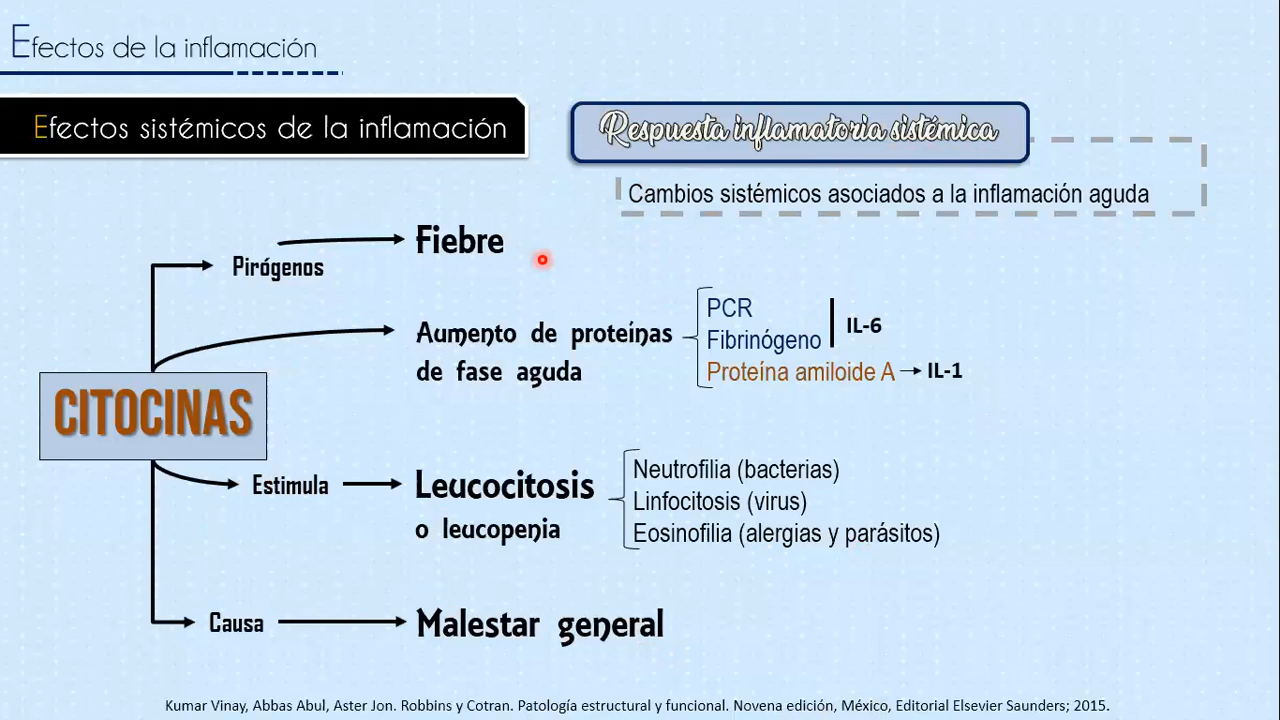 Efectos de la inflamación
Efectos sistémicos de la inflamación
Respuesta inflamatoria sistémica
Cambios sistémicos asociados a la inflamación aguda
Pirógenos
Fiebre
Aumento de proteínas
de fase aguda
PCR
Fibrinógeno
IL-6
Proteína amiloide A
IL-1
CITOCINAS
Estimula
Leucocitosis
o leucopenia
Neutrofilia (bacterias)
Linfocitosis (virus)
Eosinofilia (alergias y parásitos)
Causa
Malestar general
Kumar Vinay, Abbas Abul, Aster Jon. Robbins y Cotran. Patología estructural y funcional. Novena edición, México, Editorial Elsevier Saunders; 2015.